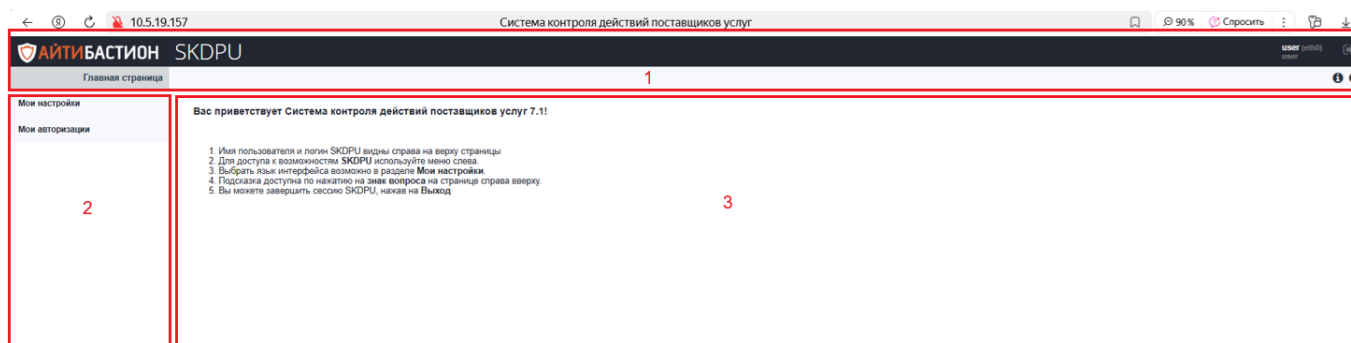 10.5.19.157 Система контроля действий поставщиков услуг 90% Спросить
АЙТИБАСТИОН SKDPU user (eth0)
user
Главная страница 1
Мои настройки
Мои авторизации
2
Вас приветствует Система контроля действий поставщиков услуг 7.1!
1. Имя пользователя и логин SKDPU видны справа на верху страницы
2. Для доступа к возможностям SKDPU используйте меню слева.
3. Выбрать язык интерфейса возможно в разделе Мои настройки.
4. Подсказка доступна по нажатию на знак вопроса на странице справа вверху.
5. Вы можете завершить сессию SKDPU, нажав на Выход
3